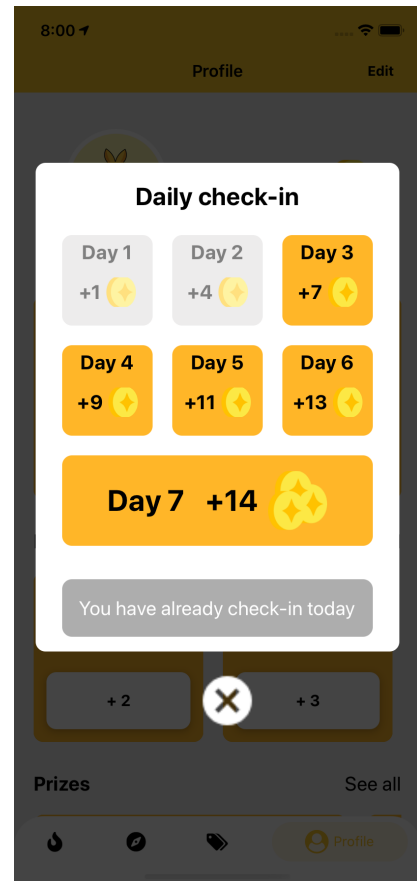 8:00
Profile
Edit
Daily check-in
Day 1
+1
Day 2
+4
Day 3
+7
Day 4
+9
Day 5
+11
Day 6
+13
Day 7 +14
You have already check-in today
+ 2
+ 3
Prizes
See all
Profile